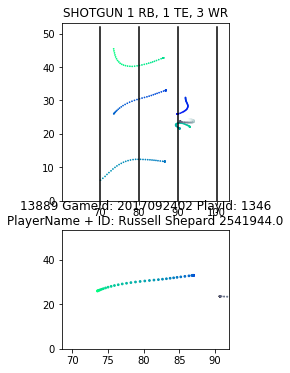 SHOTGUN 1 RB, 1 TE, 3 WR
50
40
30
20
10
0
70 80 90 100
13889 GameId: 2017092402 PlayId: 1346
PlayerName + ID: Russell Shepard 2541944.0
40
20
0
70 75 80 85 90